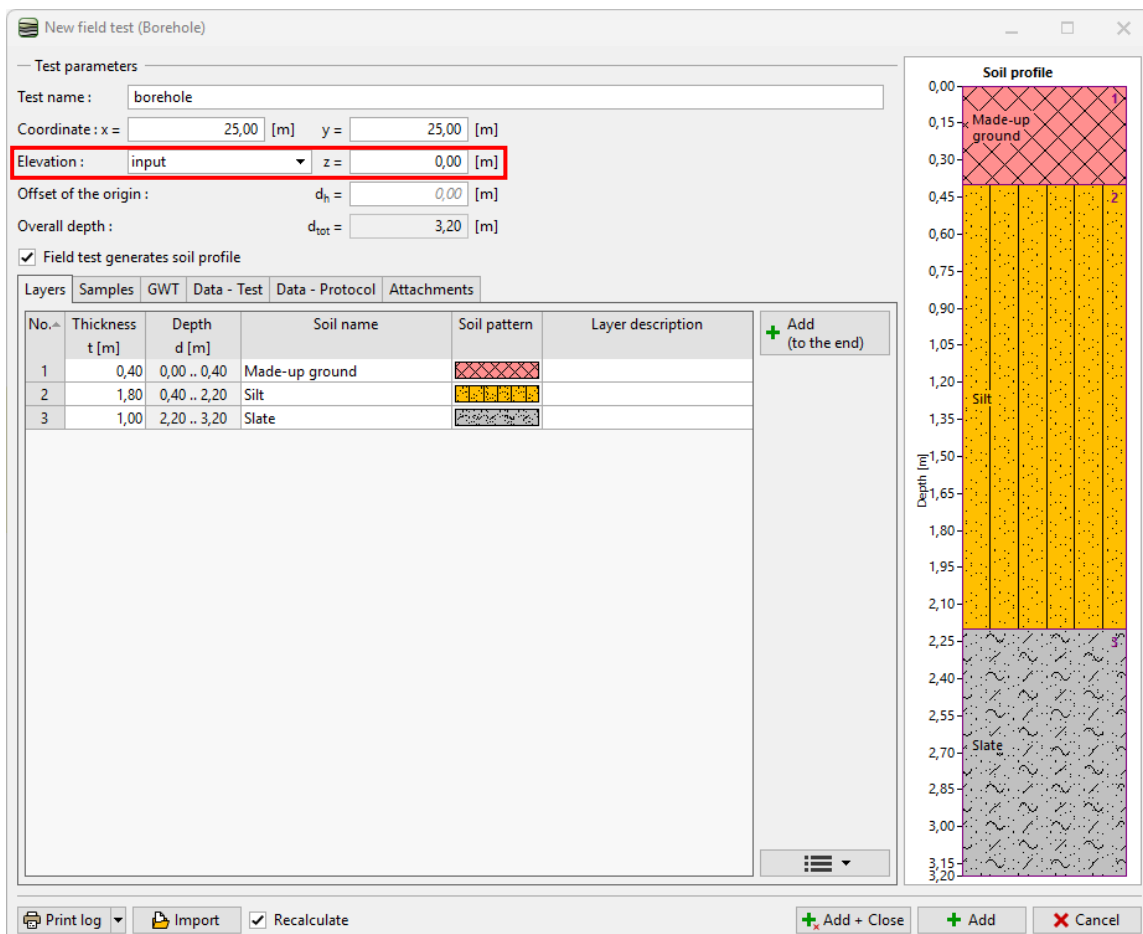 New field test (Borehole)
Test parameters
Test name :
borehole
Coordinate : x =
25,00
[m]
y =
25,00
[m]
Elevation :
input
z =
0,00
[m]
Offset of the origin :
dh =
0,00
[m]
Overall depth :
dtot =
3,20
[m]
Field test generates soil profile
Layers
Samples
GWT
Data - Test
Data - Protocol
Attachments
No.
Thickness
t [m]
Depth
d [m]
Soil name
Soil pattern
Layer description
1
0,40
0,00 .. 0,40
Made-up ground
2
1,80
0,40 .. 2,20
Silt
3
1,00
2,20 .. 3,20
Slate
Add
(to the end)
Soil profile
Depth [m]
0,00
0,15
0,30
0,45
0,60
0,75
0,90
1,05
1,20
1,35
1,50
1,65
1,80
1,95
2,10
2,25
2,40
2,55
2,70
2,85
3,00
3,15
3,20
1
Made-up
ground
2
Silt
3
Slate
Print log
Import
Recalculate
Add + Close
Add
Cancel